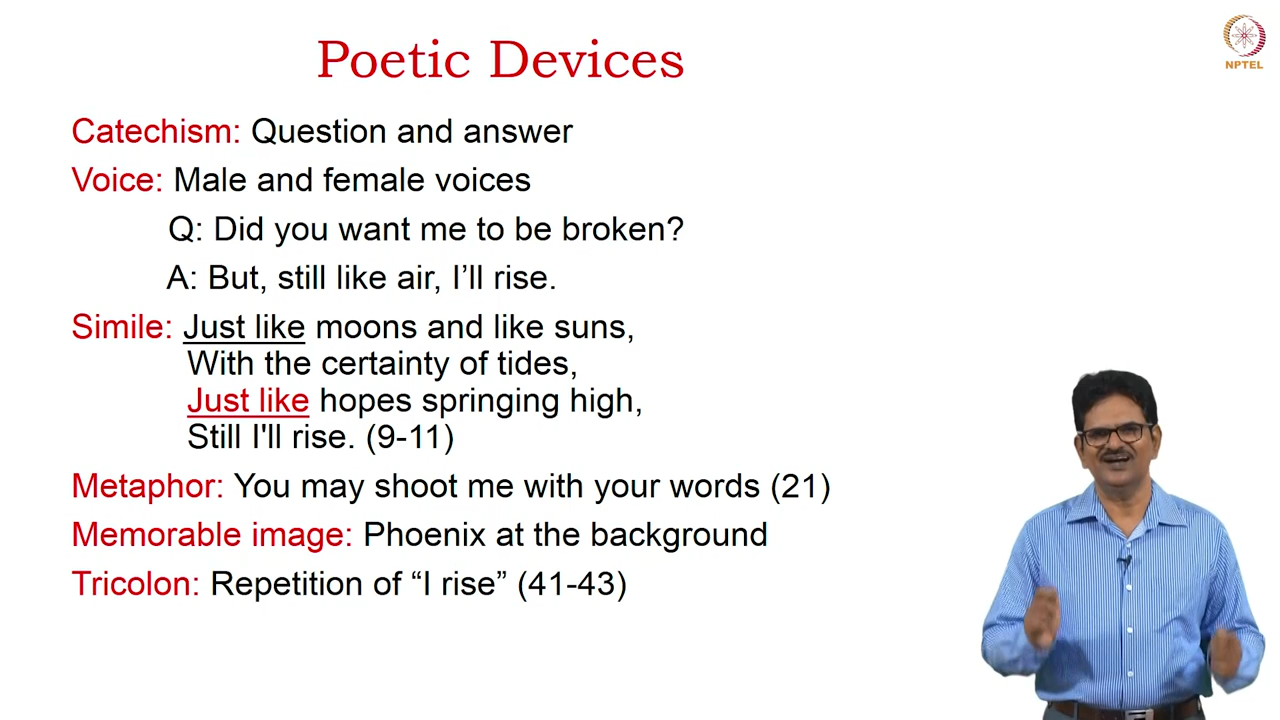 Poetic Devices
NPTEL
Catechism: Question and answer
Voice: Male and female voices
Q: Did you want me to be broken?
A: But, still like air, I’ll rise.
Simile: Just like moons and like suns,
With the certainty of tides,
Just like hopes springing high,
Still I'll rise. (9-11)
Metaphor: You may shoot me with your words (21)
Memorable image: Phoenix at the background
Tricolon: Repetition of “I rise” (41-43)